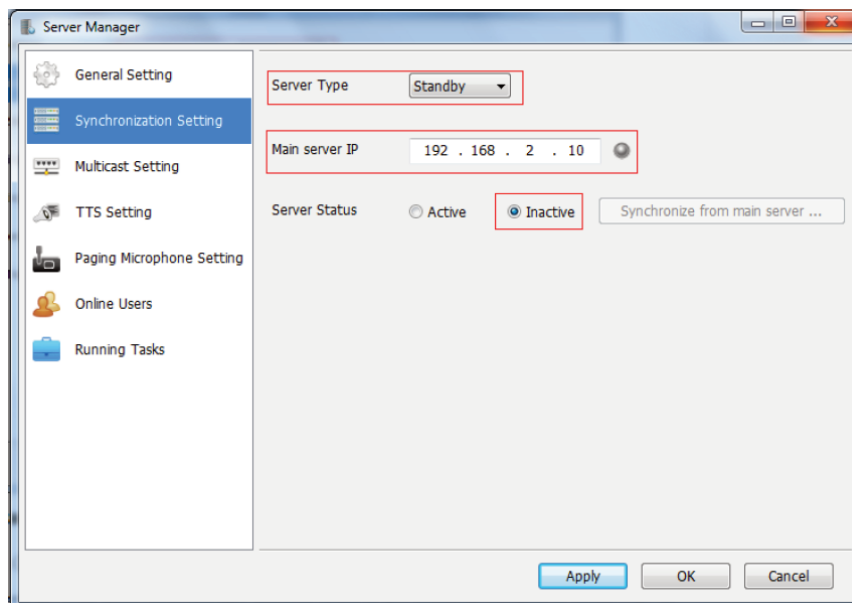 Server Manager
General Setting
Synchronization Setting
Multicast Setting
TTS Setting
Paging Microphone Setting
Online Users
Running Tasks
Server Type Standby
Main server IP 192 . 168 . 2 . 10
Server Status Active Inactive Synchronize from main server ...
Apply OK Cancel